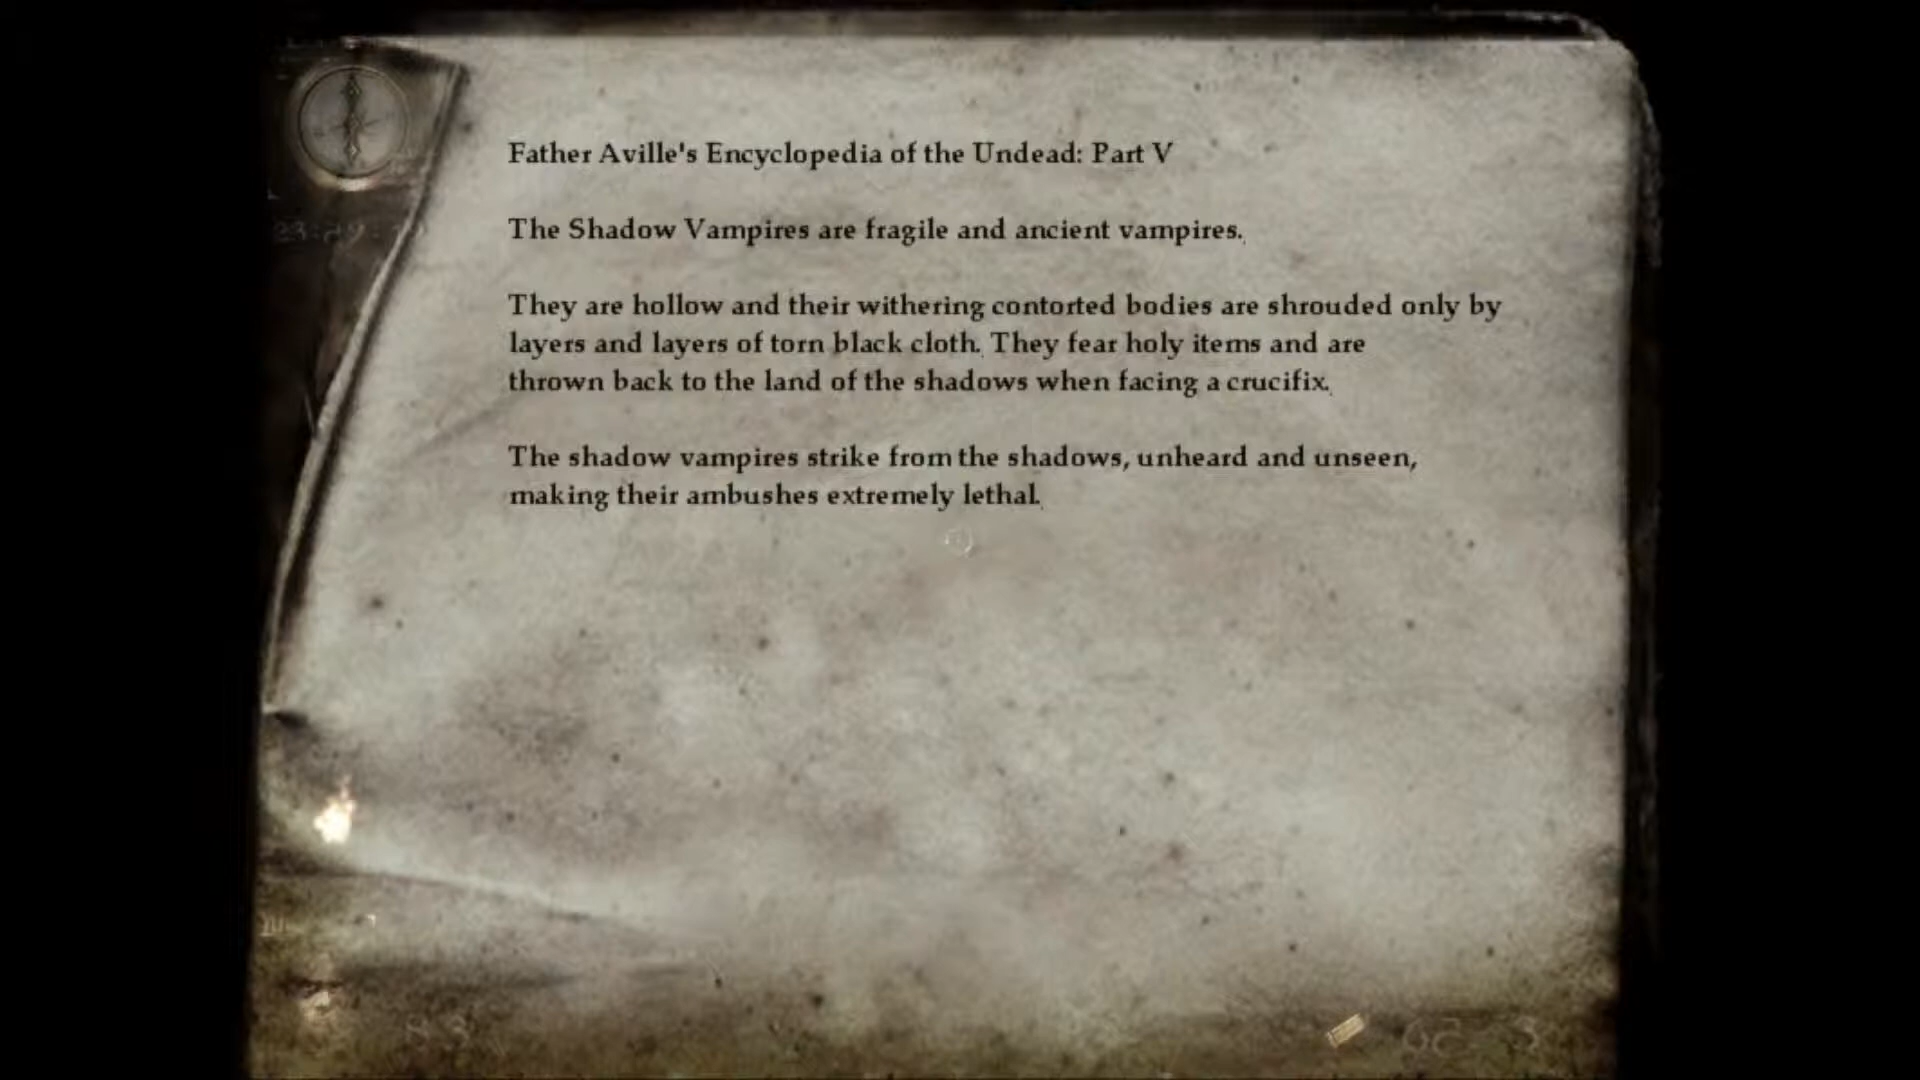 Father Aville's Encyclopedia of the Undead: Part V
The Shadow Vampires are fragile and ancient vampires.
They are hollow and their withering contorted bodies are shrouded only by
layers and layers of torn black cloth. They fear holy items and are
thrown back to the land of the shadows when facing a crucifix.
The shadow vampires strike from the shadows, unheard and unseen,
making their ambushes extremely lethal.